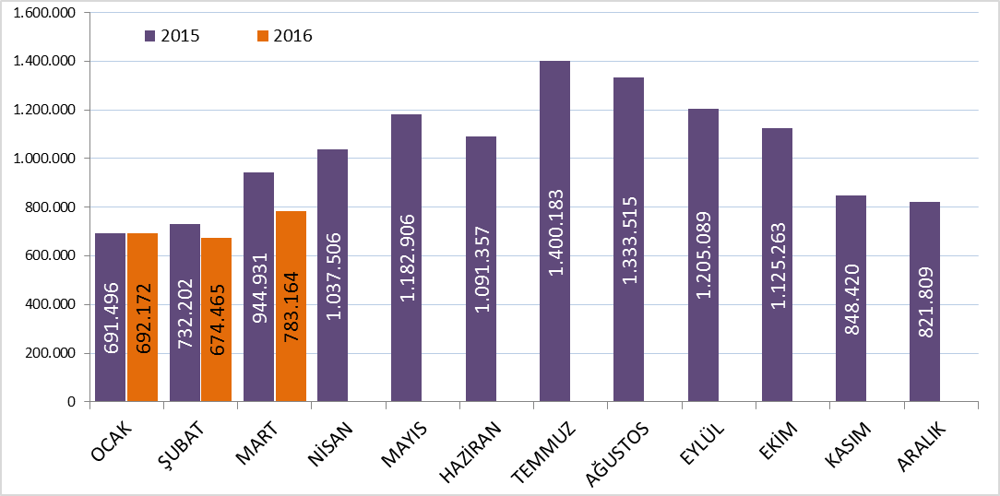 1.600.000
1.400.000
1.200.000
1.000.000
800.000
600.000
400.000
200.000
0
2015
2016
691.496
692.172
732.202
674.465
944.931
783.164
1.037.506
1.182.906
1.091.357
1.400.183
1.333.515
1.205.089
1.125.263
848.420
821.809
OCAK
ŞUBAT
MART
NİSAN
MAYIS
HAZİRAN
TEMMUZ
AĞUSTOS
EYLÜL
EKİM
KASIM
ARALIK